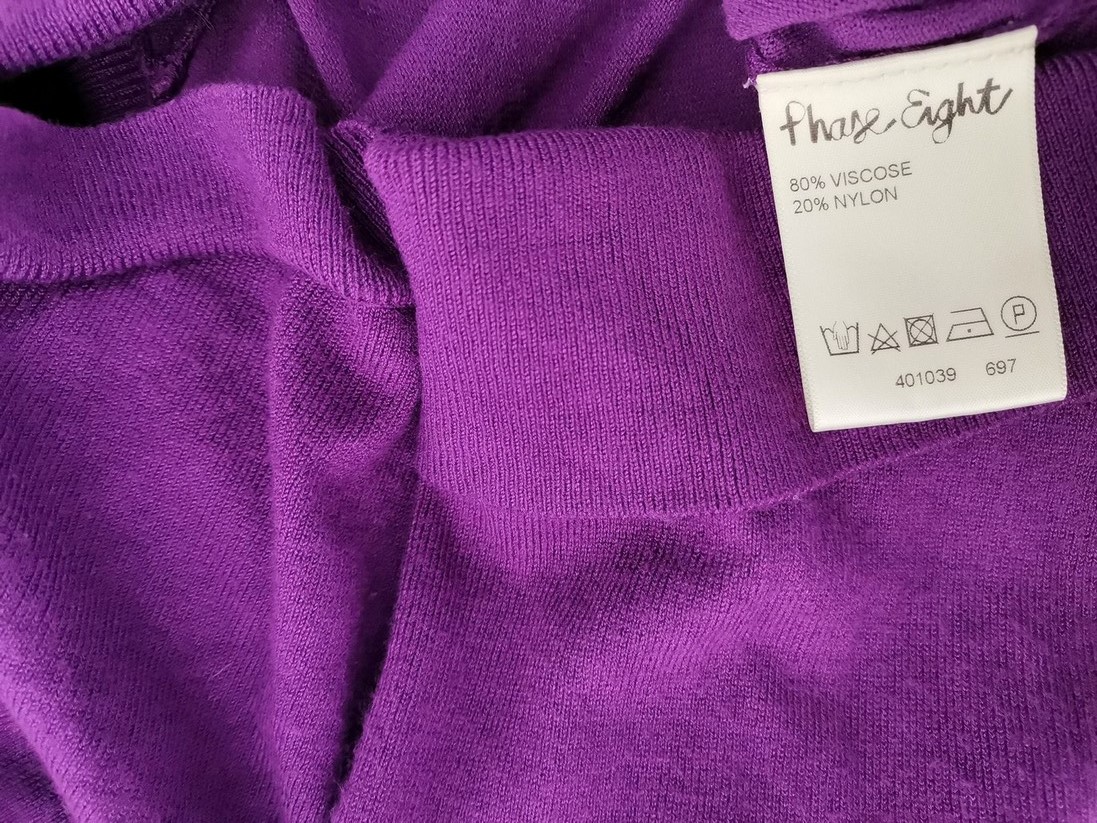 Phase Eight
80% VISCOSE
20% NYLON
P
401039 697